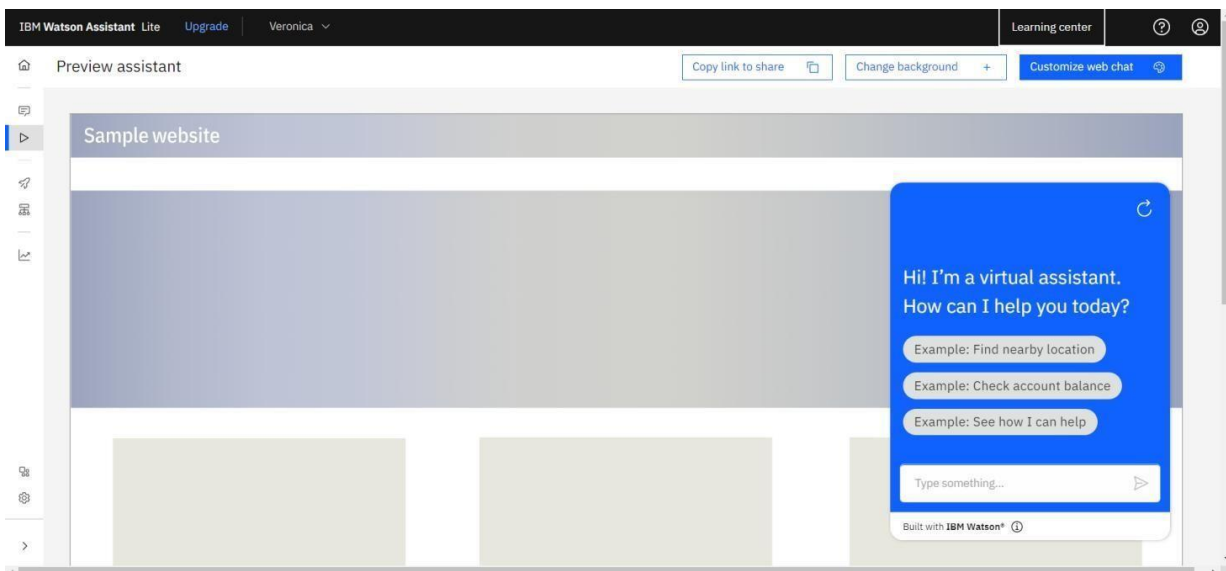 IBM Watson Assistant Lite Upgrade Veronica Learning center
Preview assistant Copy link to share Change background + Customize web chat
Sample website
Hi! I'm a virtual assistant.
How can I help you today?
Example: Find nearby location
Example: Check account balance
Example: See how I can help
Type something...
Built with IBM Watson®